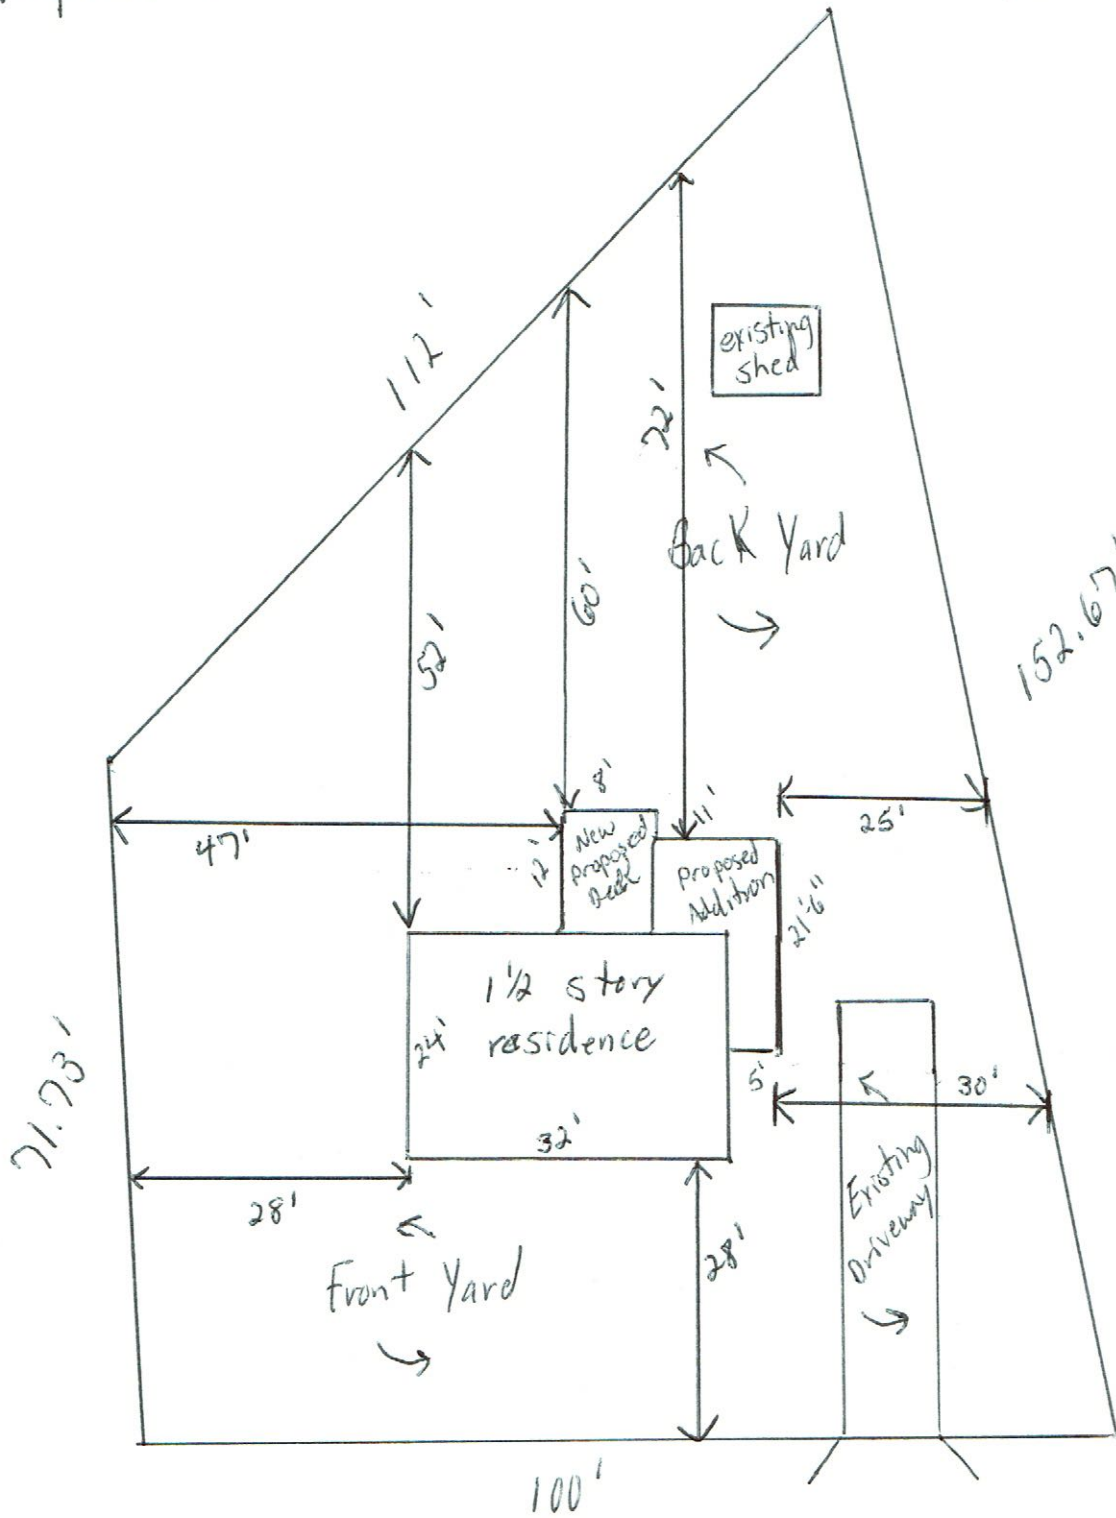 112'
existing
shed
72'
Back Yard
60'
52'
152.67'
8'
11'
25'
47'
12'
New
Proposed
Deck
Proposed
Addition
21'-6"
1 1/2 story
residence
24'
71.73'
5'
30'
32'
28'
Existing
Driveway
28'
Front Yard
100'